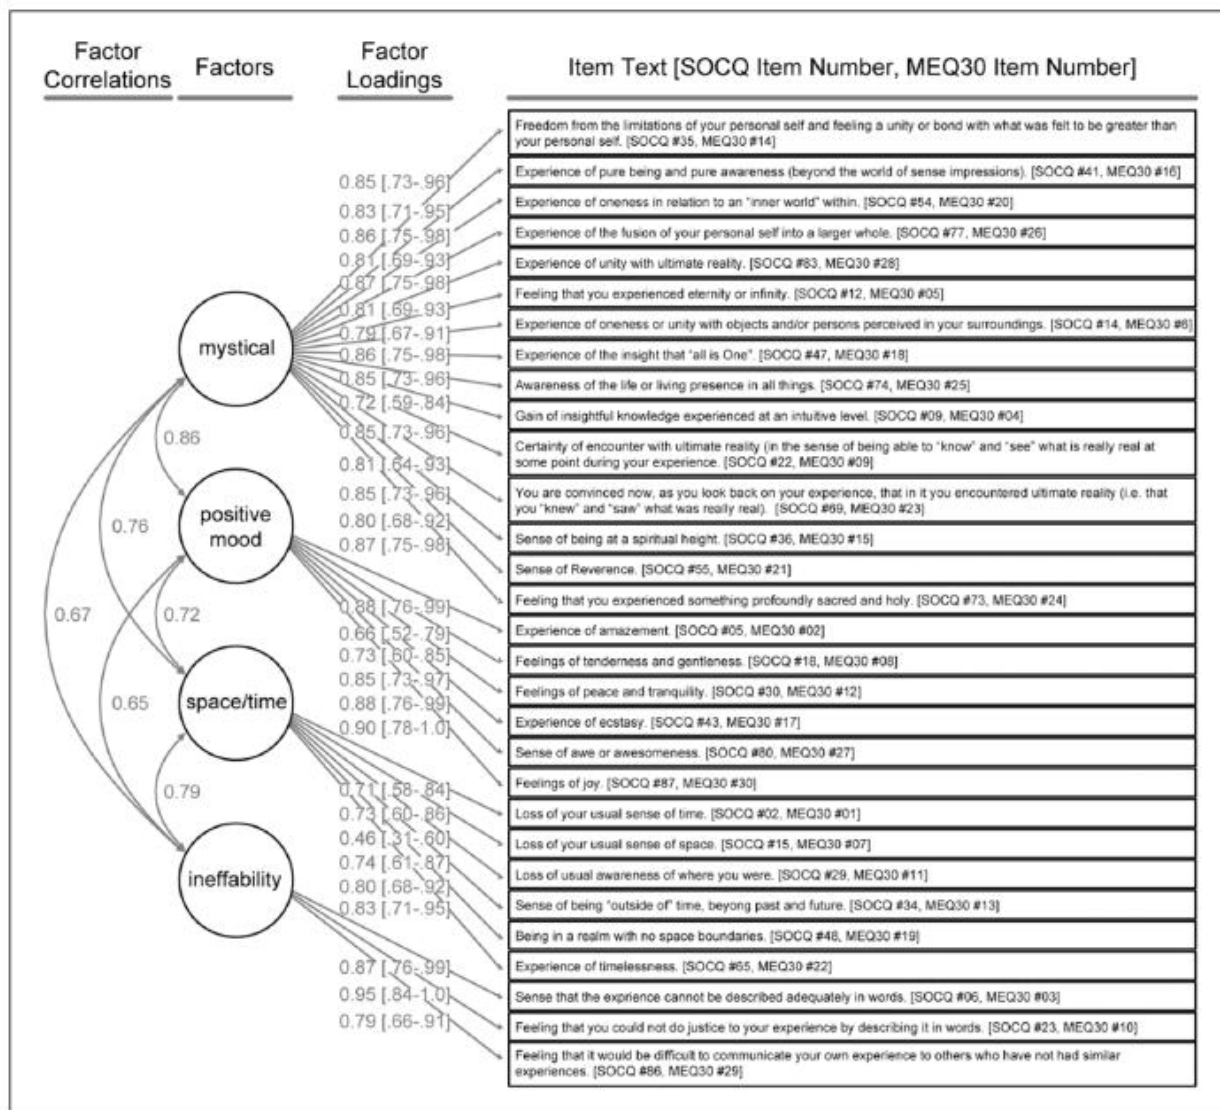 Factor
Correlations
Factors
Factor
Loadings
Item Text [SOCQ Item Number, MEQ30 Item Number]
mystical
positive
mood
space/time
ineffability
0.86
0.76
0.72
0.67
0.65
0.79
0.85 [.73-.96]
0.83 [.71-.95]
0.86 [.75-.98]
0.81 [.69-.93]
0.87 [.75-.98]
0.81 [.69-.93]
0.79 [.67-.91]
0.86 [.75-.98]
0.85 [.73-.96]
0.72 [.59-.84]
0.85 [.73-.96]
0.81 [.64-.93]
0.85 [.73-.96]
0.80 [.68-.92]
0.87 [.75-.98]
0.88 [.76-.99]
0.66 [.52-.79]
0.73 [.60-.85]
0.85 [.73-.97]
0.88 [.76-.99]
0.90 [.78-1.0]
0.71 [.58-.84]
0.73 [.60-.86]
0.46 [.31-.60]
0.74 [.61-.87]
0.80 [.68-.92]
0.83 [.71-.95]
0.87 [.76-.99]
0.95 [.84-1.0]
0.79 [.66-.91]
Freedom from the limitations of your personal self and feeling a unity or bond with what was felt to be greater than
your personal self. [SOCQ #35, MEQ30 #14]
Experience of pure being and pure awareness (beyond the world of sense impressions). [SOCQ #41, MEQ30 #16]
Experience of oneness in relation to an "inner world" within. [SOCQ #54, MEQ30 #20]
Experience of the fusion of your personal self into a larger whole. [SOCQ #77, MEQ30 #26]
Experience of unity with ultimate reality. [SOCQ #83, MEQ30 #28]
Feeling that you experienced eternity or infinity. [SOCQ #12, MEQ30 #05]
Experience of oneness or unity with objects and/or persons perceived in your surroundings. [SOCQ #14, MEQ30 #6]
Experience of the insight that "all is One". [SOCQ #47, MEQ30 #18]
Awareness of the life or living presence in all things. [SOCQ #74, MEQ30 #25]
Gain of insightful knowledge experienced at an intuitive level. [SOCQ #09, MEQ30 #04]
Certainty of encounter with ultimate reality (in the sense of being able to "know" and "see" what is really real at
some point during your experience. [SOCQ #22, MEQ30 #09]
You are convinced now, as you look back on your experience, that in it you encountered ultimate reality (i.e. that
you "knew" and "saw" what was really real). [SOCQ #69, MEQ30 #23]
Sense of being at a spiritual height. [SOCQ #36, MEQ30 #15]
Sense of Reverence. [SOCQ #55, MEQ30 #21]
Feeling that you experienced something profoundly sacred and holy. [SOCQ #73, MEQ30 #24]
Experience of amazement. [SOCQ #05, MEQ30 #02]
Feelings of tenderness and gentleness. [SOCQ #18, MEQ30 #08]
Feelings of peace and tranquility. [SOCQ #30, MEQ30 #12]
Experience of ecstasy. [SOCQ #43, MEQ30 #17]
Sense of awe or awesomeness. [SOCQ #80, MEQ30 #27]
Feelings of joy. [SOCQ #87, MEQ30 #30]
Loss of your usual sense of time. [SOCQ #02, MEQ30 #01]
Loss of your usual sense of space. [SOCQ #15, MEQ30 #07]
Loss of usual awareness of where you were. [SOCQ #29, MEQ30 #11]
Sense of being "outside of" time, beyong past and future. [SOCQ #34, MEQ30 #13]
Being in a realm with no space boundaries. [SOCQ #48, MEQ30 #19]
Experience of timelessness. [SOCQ #65, MEQ30 #22]
Sense that the exprience cannot be described adequately in words. [SOCQ #06, MEQ30 #03]
Feeling that you could not do justice to your experience by describing it in words. [SOCQ #23, MEQ30 #10]
Feeling that it would be difficult to communicate your own experience to others who have not had similar
experiences. [SOCQ #86, MEQ30 #29]